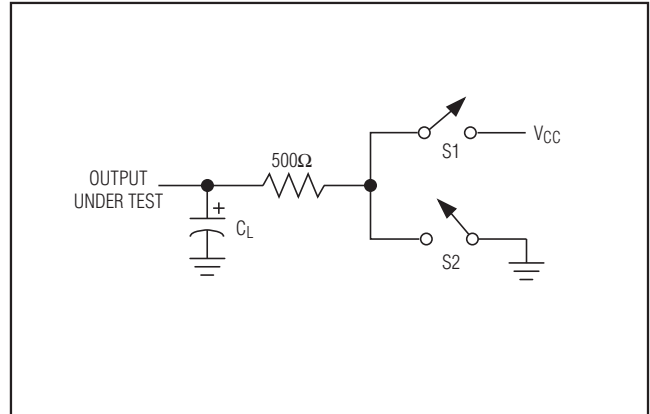 OUTPUT
UNDER TEST
+
CL
500Ω
S1
VCC
S2